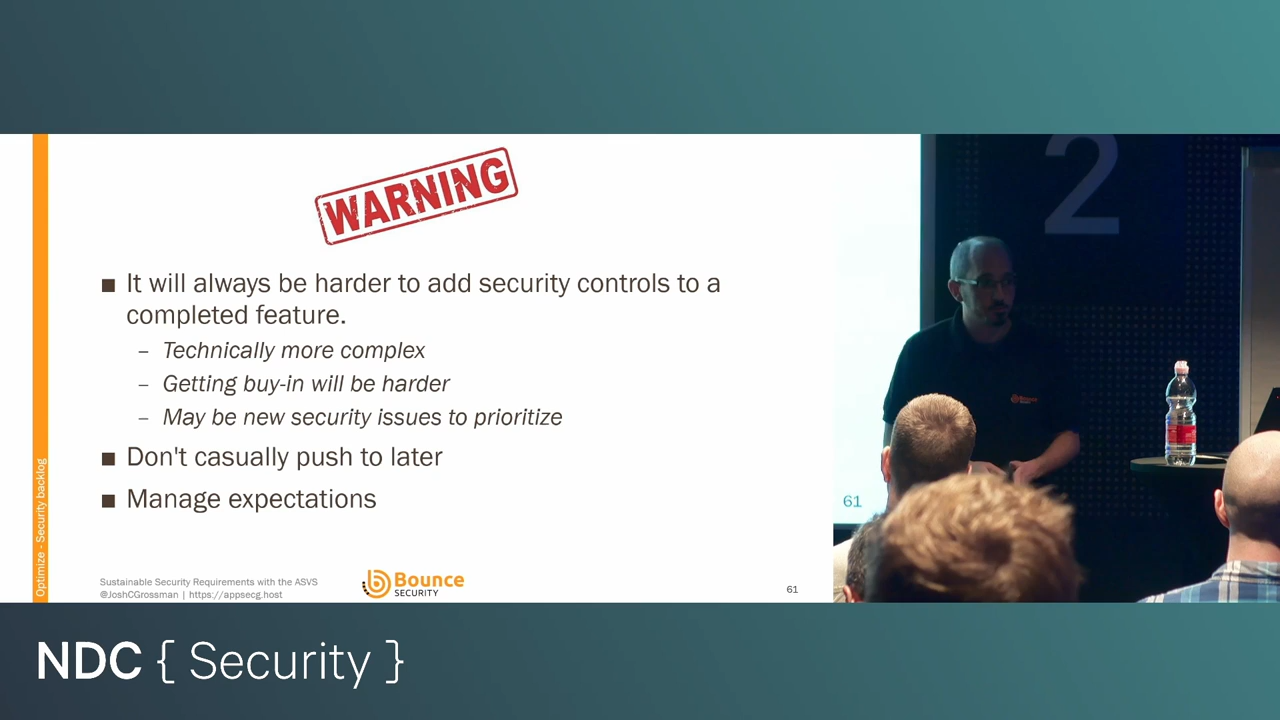 2
WARNING
■ It will always be harder to add security controls to a
completed feature.
– Technically more complex
– Getting buy-in will be harder
– May be new security issues to prioritize
■ Don't casually push to later
■ Manage expectations
Optimize - Security backlog
Sustainable Security Requirements with the ASVS
@JoshCGrossman | https://appsecg.host
Bounce
SECURITY
61
61
Bounce
NDC { Security }